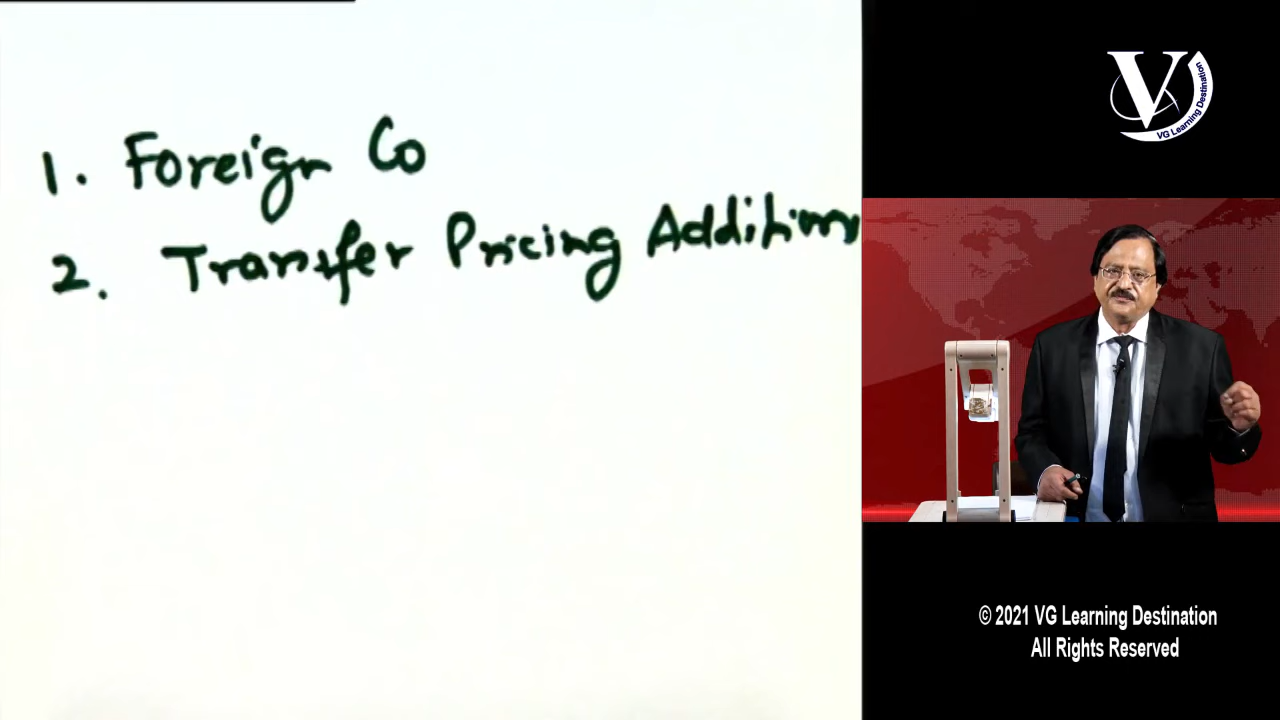 1. Foreign Co
2. Transfer Pricing Additions
V
VG Learning Destination
© 2021 VG Learning Destination
All Rights Reserved